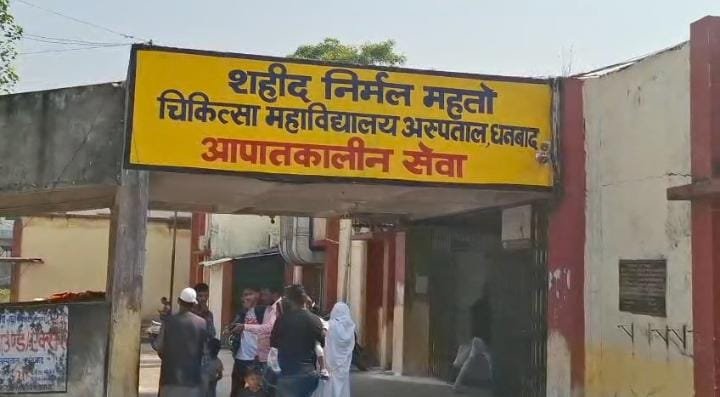 शहीद निर्मल महतो
चिकित्सा महाविद्यालय अस्पताल,धनबाद
आपातकालीन सेवा